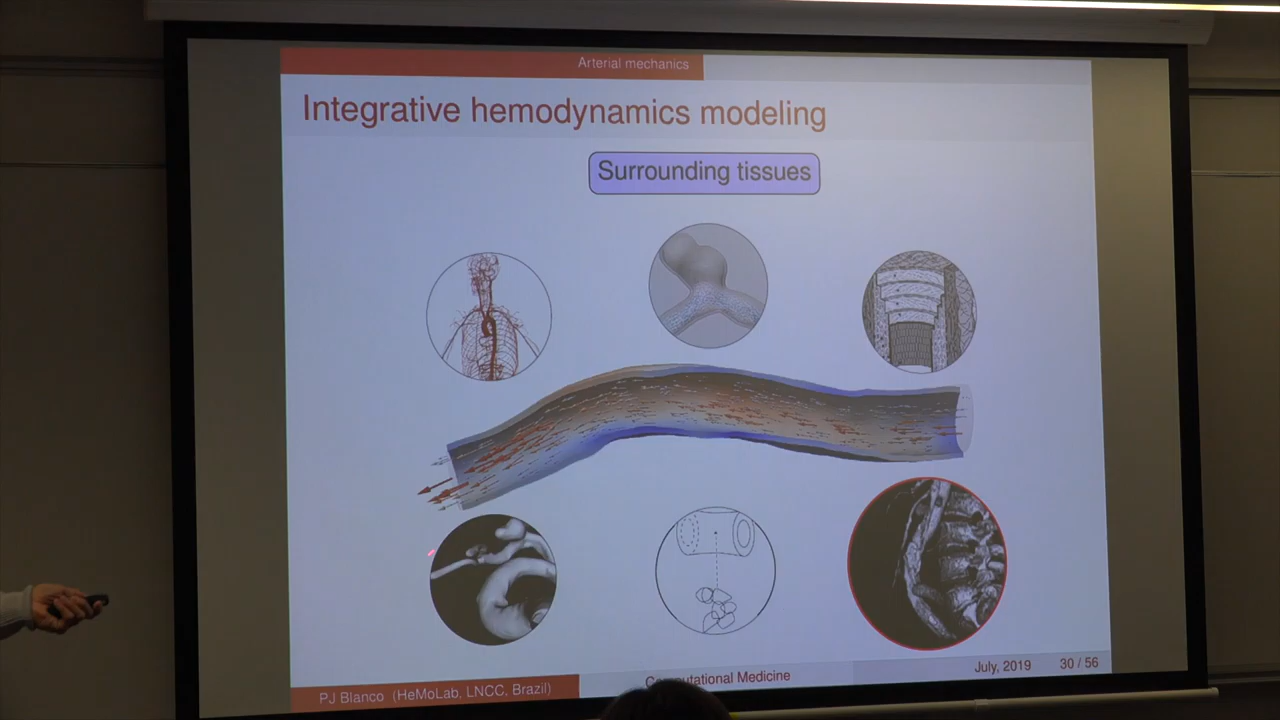 Arterial mechanics
Integrative hemodynamics modeling
Surrounding tissues
PJ Blanco (HeMoLab, LNCC, Brazil)
Computational Medicine
July, 2019
30 / 56